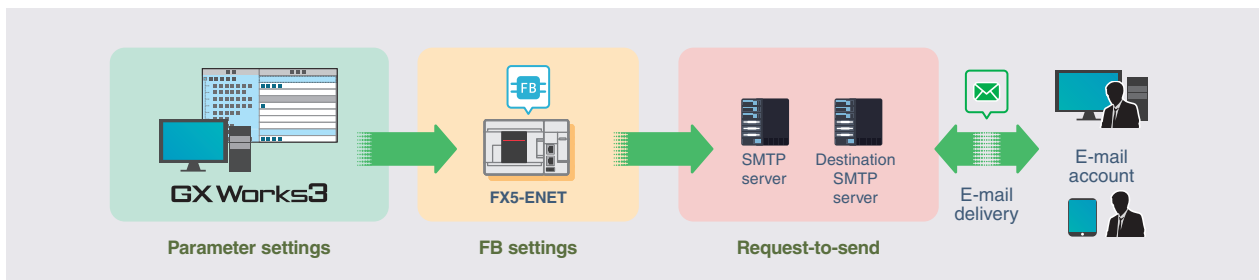 GX Works3
Parameter settings
FB
FX5-ENET
FB settings
SMTP
server
Destination
SMTP
server
Request-to-send
E-mail
delivery
E-mail
account